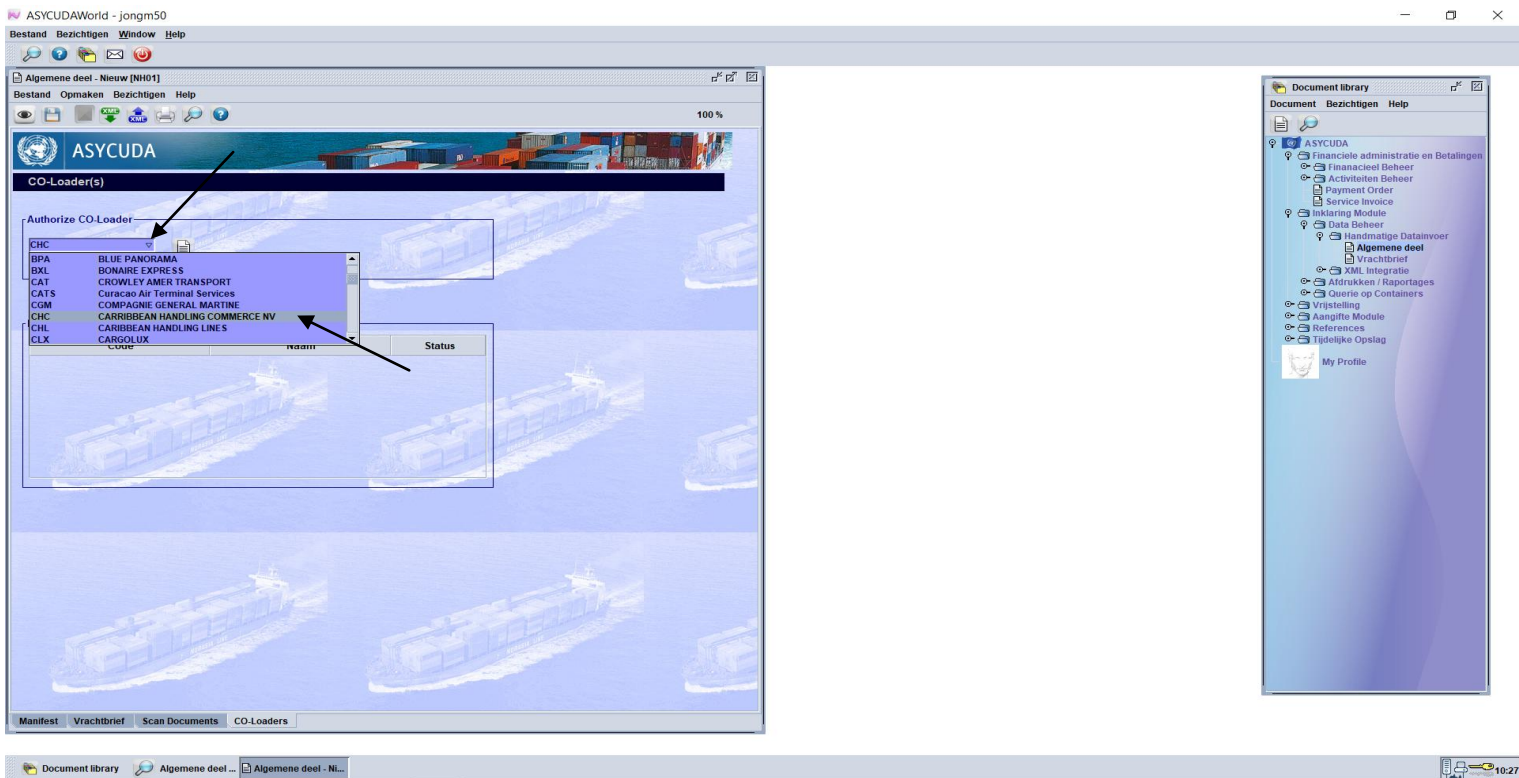 ASYCUDAWorld - jongm50
Bestand Bezichtigen Window Help
Algemene deel - Nieuw [NH01]
Bestand Opmaken Bezichtigen Help
XML XML 100 %
ASYCUDA
CO-Loader(s)
Authorize CO-Loader
CHC
BPA BLUE PANORAMA
BXL BONAIRE EXPRESS
CAT CROWLEY AMER TRANSPORT
CATS Curacao Air Terminal Services
CGM COMPAGNIE GENERAL MARTINE
CHC CARRIBBEAN HANDLING COMMERCE NV
CHL CARIBBEAN HANDLING LINES
CLX CARGOLUX
Code Naam Status
Manifest Vrachtbrief Scan Documents CO-Loaders
Document library
Document Bezichtigen Help
ASYCUDA
Financiele administratie en Betalingen
Finanacieel Beheer
Activiteiten Beheer
Payment Order
Service Invoice
Inklaring Module
Data Beheer
Handmatige Datainvoer
Algemene deel
Vrachtbrief
XML Integratie
Afdrukken / Raportages
Querie op Containers
Vrijstelling
Aangifte Module
References
Tijdelijke Opslag
My Profile
Document library Algemene deel ... Algemene deel - Ni... 10:27